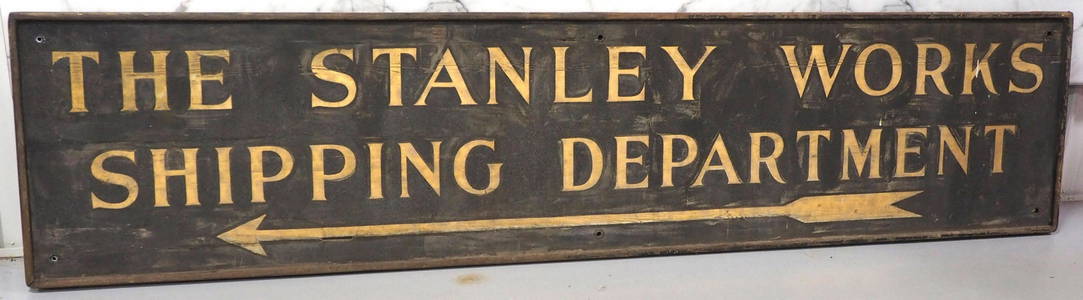 THE STANLEY WORKS
SHIPPING DEPARTMENT